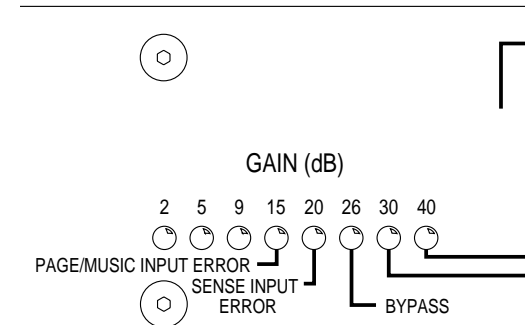 GAIN (dB)
2 5 9 15 20 26 30 40
PAGE/MUSIC INPUT ERROR
SENSE INPUT
ERROR
BYPASS